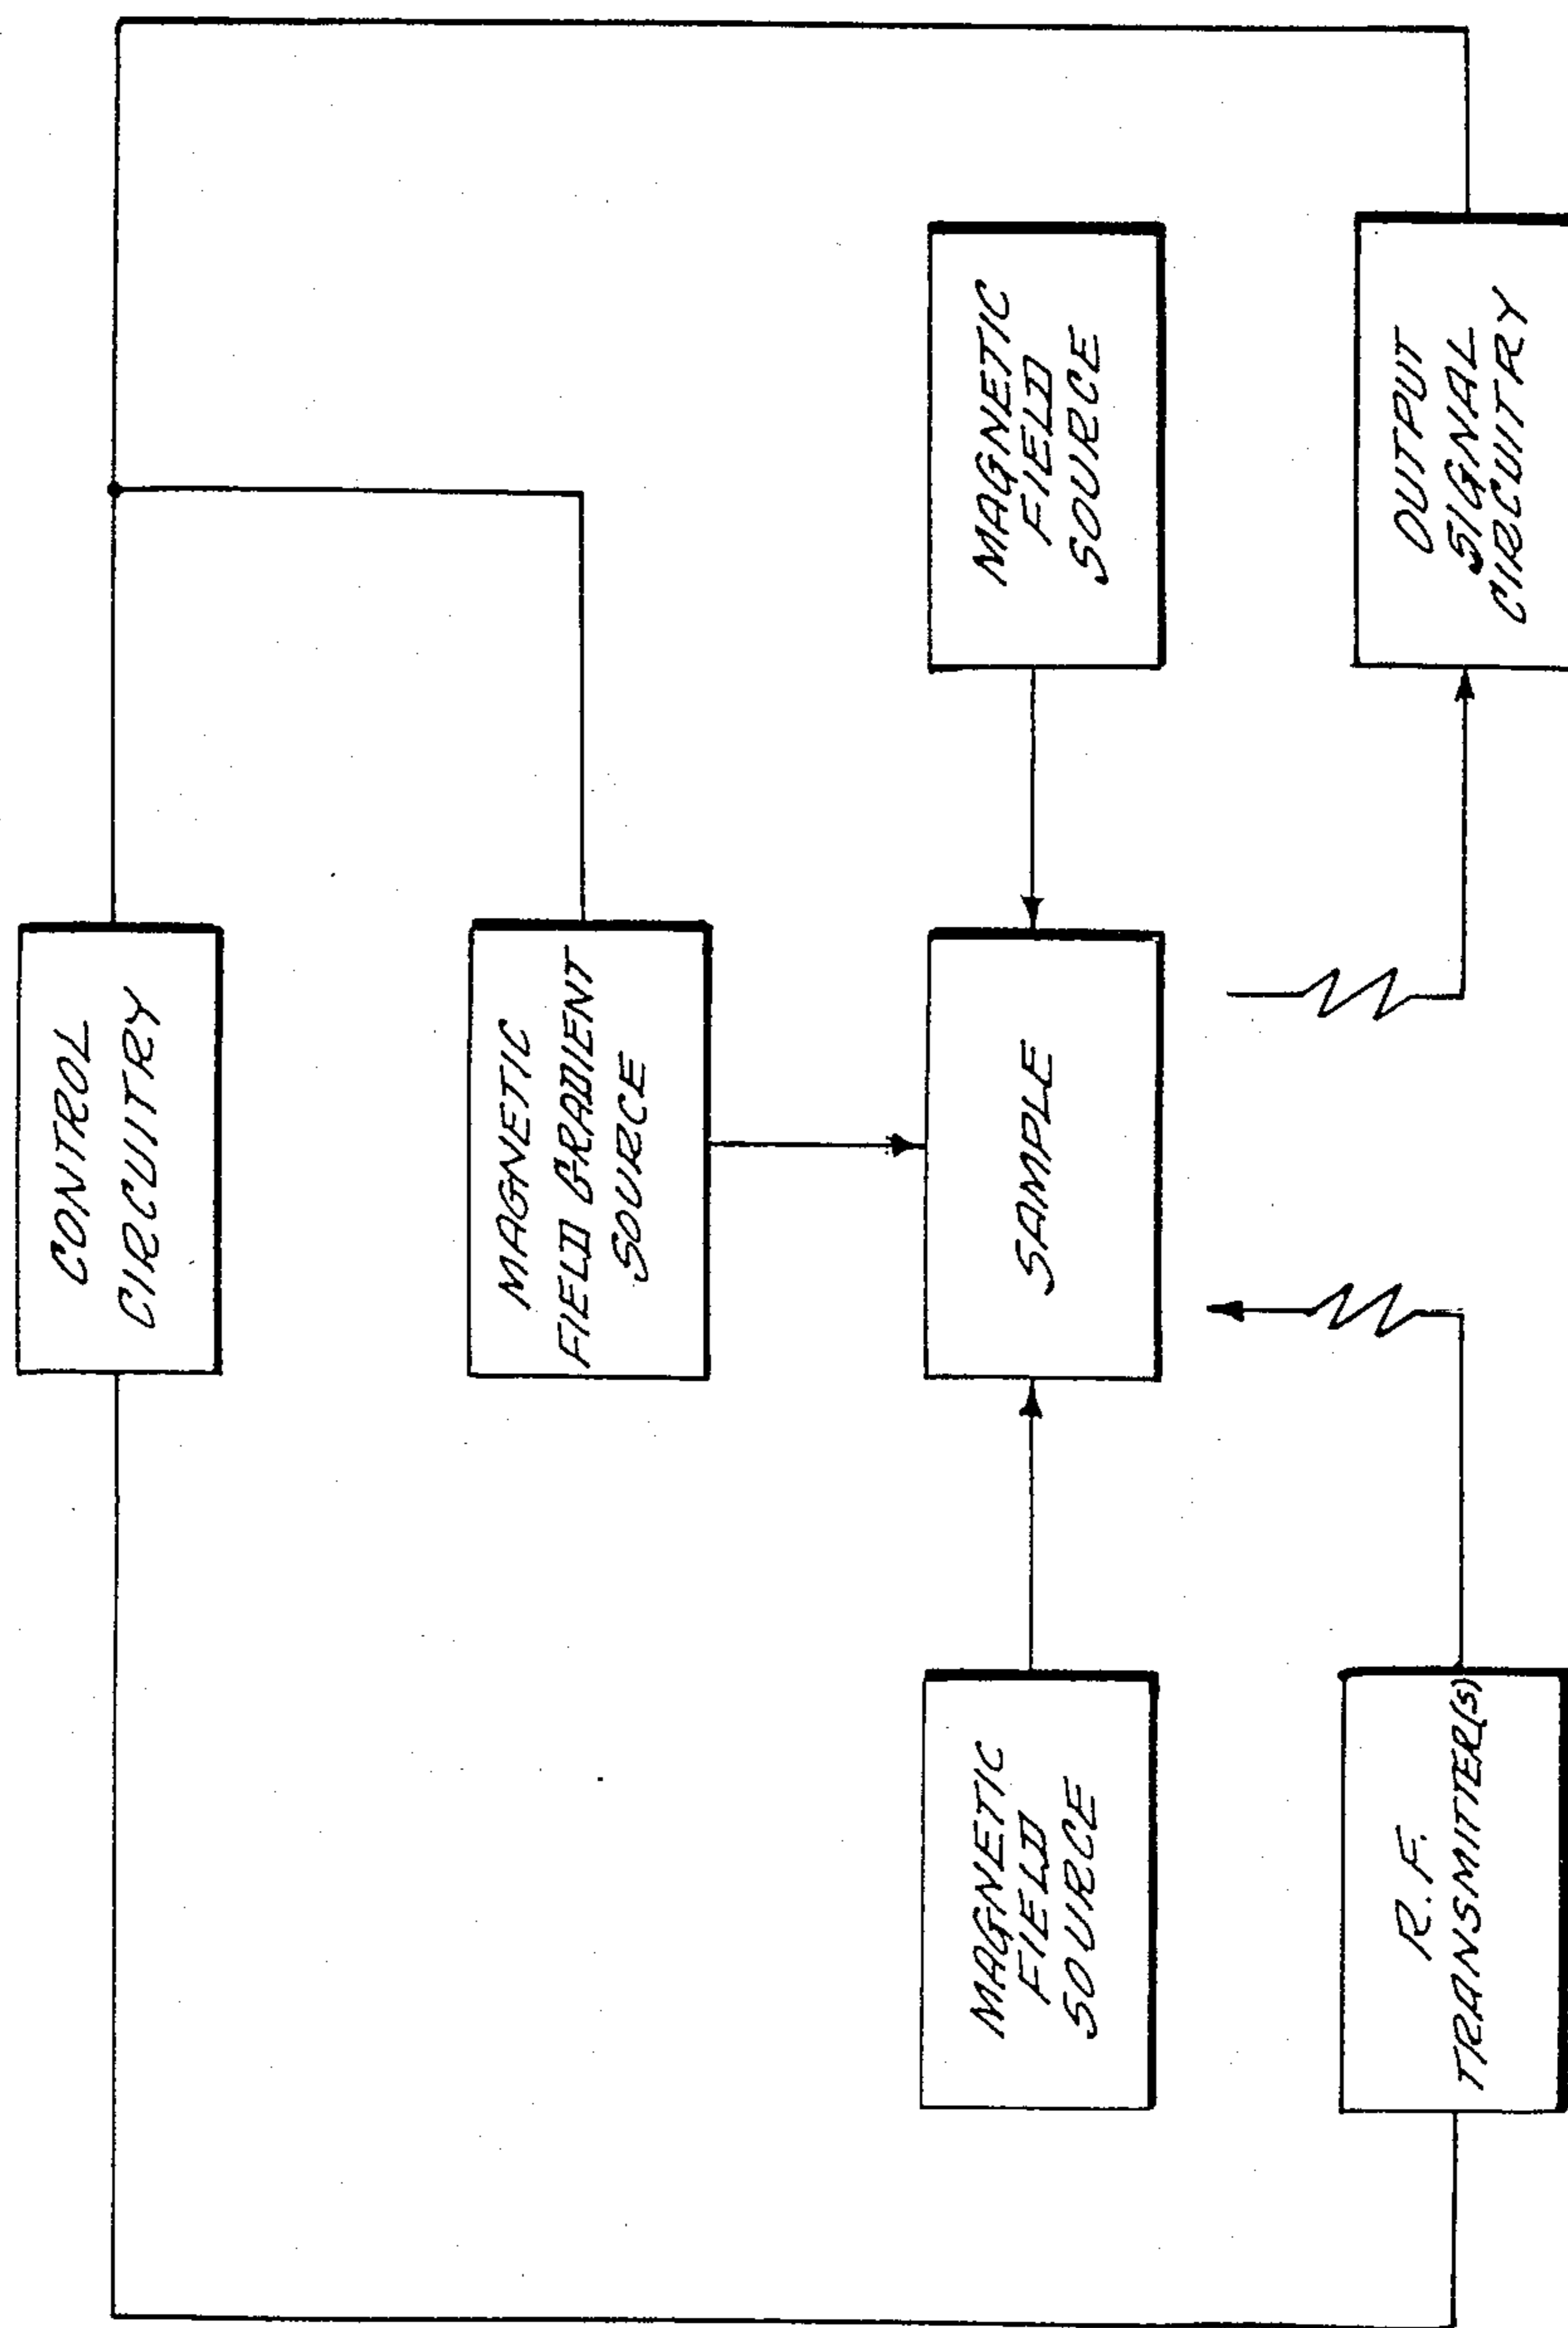 CONTROL
CIRCUITRY
MAGNETIC
FIELD GRADIENT
SOURCE
MAGNETIC
FIELD
SOURCE
SAMPLE
MAGNETIC
FIELD
SOURCE
R.F.
TRANSMITTER(S)
OUTPUT
SIGNAL
CIRCUITRY